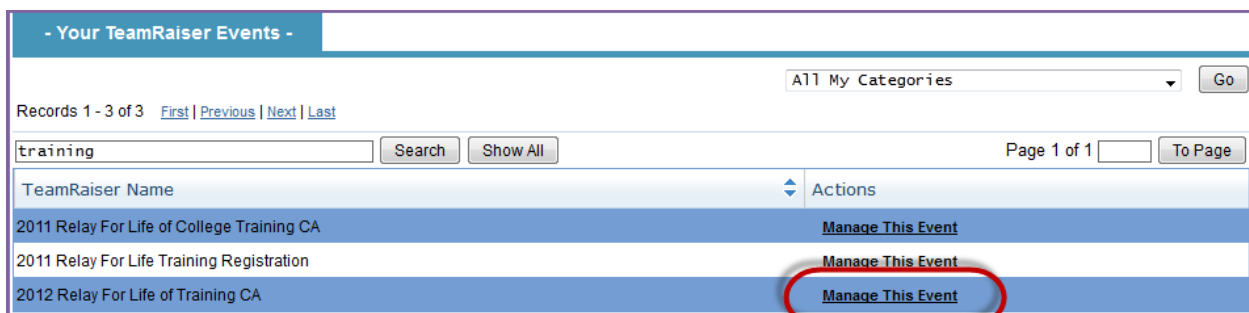 - Your TeamRaiser Events -
All My Categories Go
Records 1 - 3 of 3 First | Previous | Next | Last
training Search Show All Page 1 of 1 To Page
TeamRaiser Name Actions
2011 Relay For Life of College Training CA Manage This Event
2011 Relay For Life Training Registration Manage This Event
2012 Relay For Life of Training CA Manage This Event